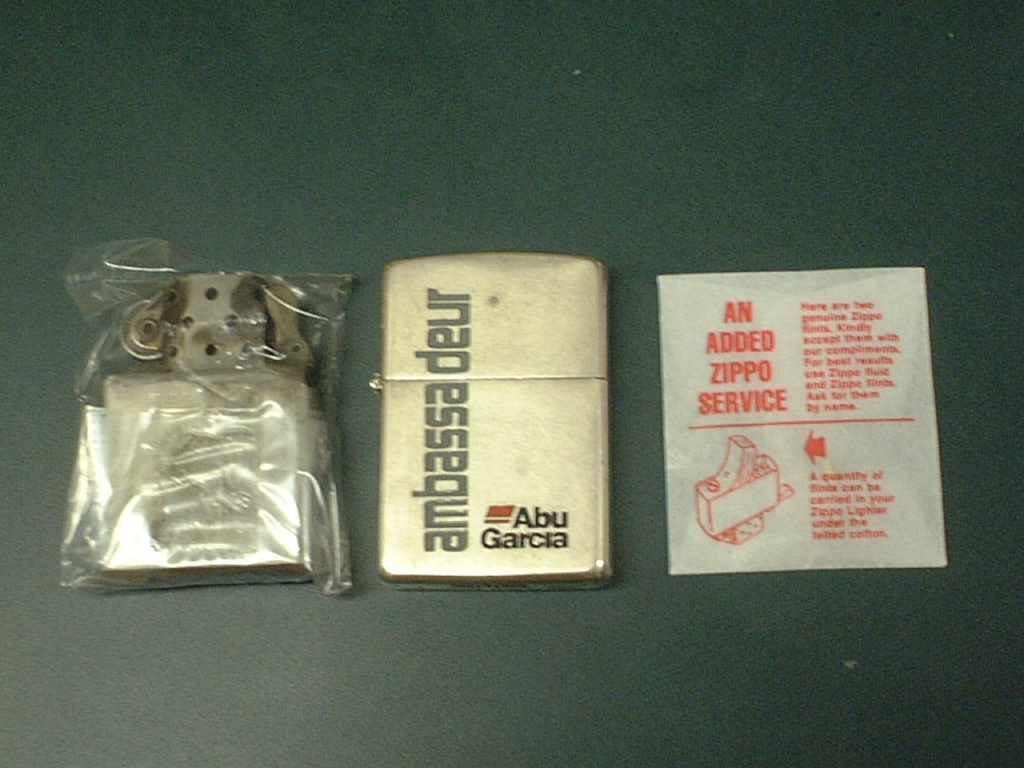 ambassadeur
Abu
Garcia
AN
ADDED
ZIPPO
SERVICE
Here are two
genuine Zippo
flints. Kindly
accept them with
our compliments.
For best results
use Zippo fluid
and Zippo flints.
Ask for them
by name.
A quantity of
flints can be
carried in your
Zippo Lighter
under the
felted cotton.